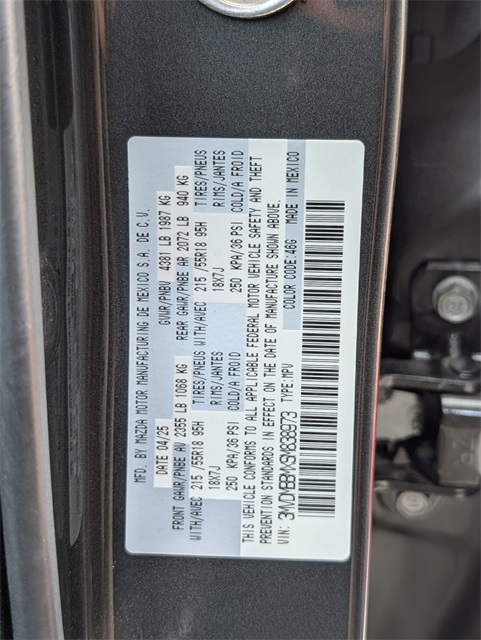 MFD. BY MAZDA MOTOR MANUFACTURING DE MEXICO S.A. DE C.V.
DATE 04/25 GVWR/PNBV 4381 LB 1987 KG
FRONT GAWR/PNBE AV 2355 LB 1068 KG REAR GAWR/PNBE AR 2072 LB 940 KG
WITH/AVEC 215 /55R18 95H TIRES/PNEUS WITH/AVEC 215 /55R18 95H TIRES/PNEUS
18X7J RIMS/JANTES 18X7J RIMS/JANTES
250 KPA/36 PSI COLD/A FROID 250 KPA/36 PSI COLD/A FROID
THIS VEHICLE CONFORMS TO ALL APPLICABLE FEDERAL MOTOR VEHICLE SAFETY AND THEFT
PREVENTION STANDARDS IN EFFECT ON THE DATE OF MANUFACTURE SHOWN ABOVE.
VIN: TYPE:MPV COLOR CODE:46G MADE IN MEXICO